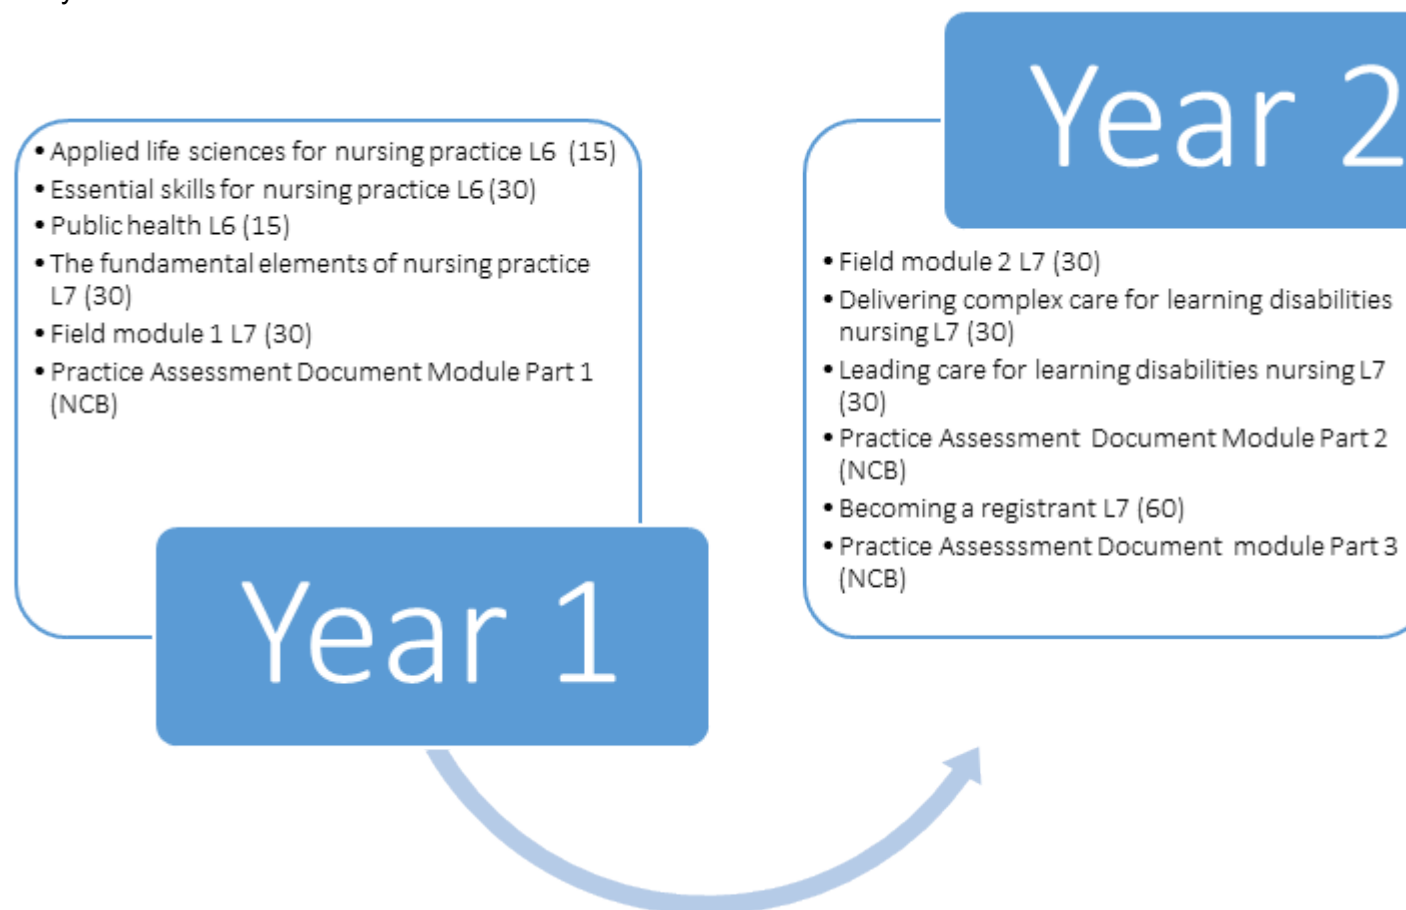 • Applied life sciences for nursing practice L6 (15)
• Essential skills for nursing practice L6 (30)
• Public health L6 (15)
• The fundamental elements of nursing practice
L7 (30)
• Field module 1 L7 (30)
• Practice Assessment Document Module Part 1
(NCB)
Year 1
Year 2
• Field module 2 L7 (30)
• Delivering complex care for learning disabilities
nursing L7 (30)
• Leading care for learning disabilities nursing L7
(30)
• Practice Assessment Document Module Part 2
(NCB)
• Becoming a registrant L7 (60)
• Practice Assesssment Document module Part 3
(NCB)